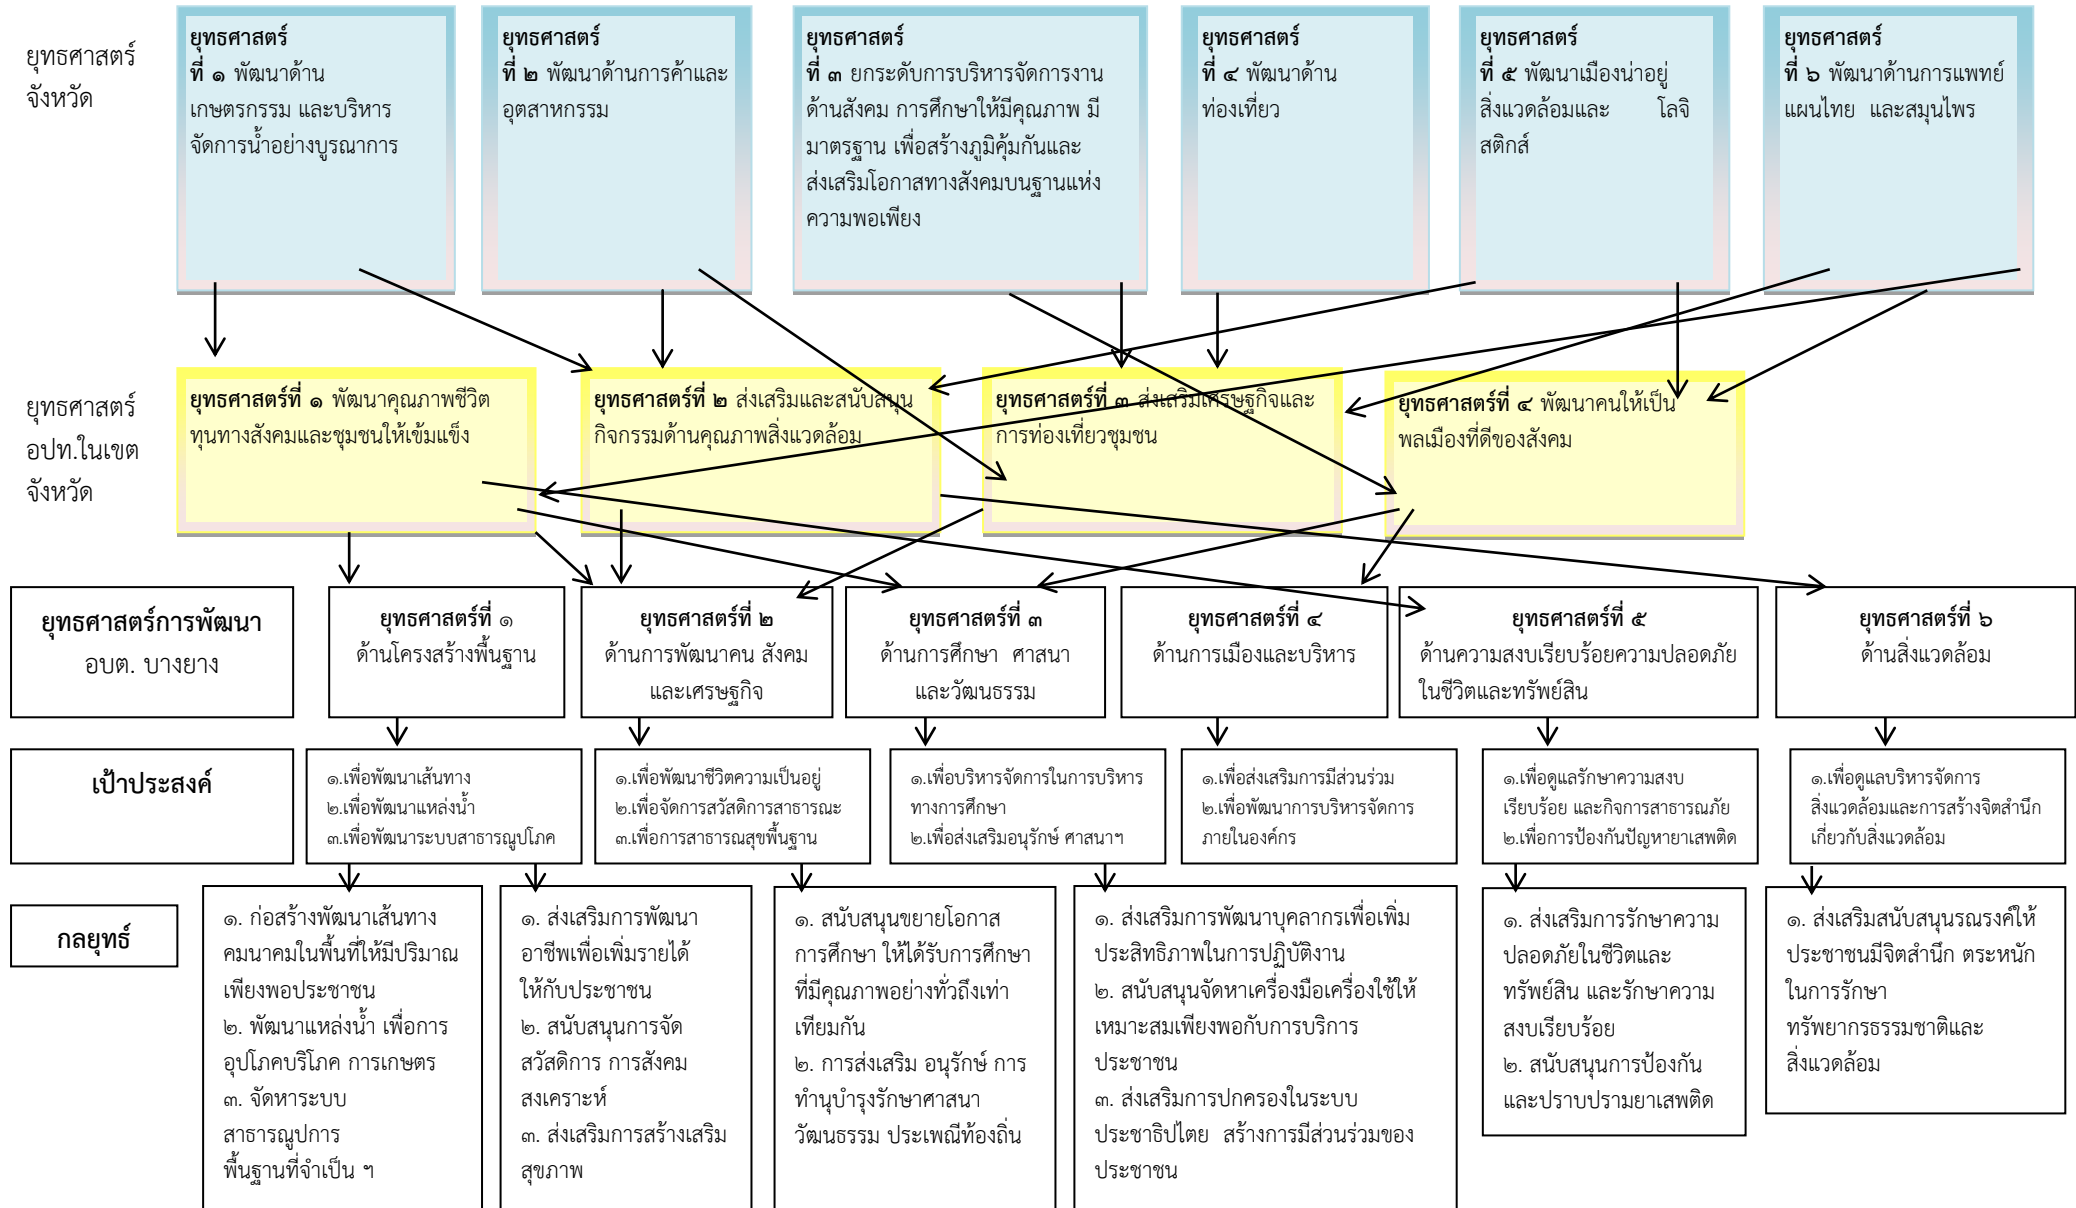 ยุทธศาสตร์
จังหวัด
ยุทธศาสตร์
ที่ ๑ พัฒนาด้าน
เกษตรกรรม และบริหาร
จัดการน้ำอย่างบูรณาการ
ยุทธศาสตร์
ที่ ๒ พัฒนาด้านการค้าและ
อุตสาหกรรม
ยุทธศาสตร์
ที่ ๓ ยกระดับการบริหารจัดการงาน
ด้านสังคม การศึกษาให้มีคุณภาพ มี
มาตรฐาน เพื่อสร้างภูมิคุ้มกันและ
ส่งเสริมโอกาสทางสังคมบนฐานแห่ง
ความพอเพียง
ยุทธศาสตร์
ที่ ๔ พัฒนาด้าน
ท่องเที่ยว
ยุทธศาสตร์
ที่ ๕ พัฒนาเมืองน่าอยู่
สิ่งแวดล้อมและ โลจิ
สติกส์
ยุทธศาสตร์
ที่ ๖ พัฒนาด้านการแพทย์
แผนไทย และสมุนไพร
ยุทธศาสตร์
อปท.ในเขต
จังหวัด
ยุทธศาสตร์ที่ ๑ พัฒนาคุณภาพชีวิต
ทุนทางสังคมและชุมชนให้เข้มแข็ง
ยุทธศาสตร์ที่ ๒ ส่งเสริมและสนับสนุน
กิจกรรมด้านคุณภาพสิ่งแวดล้อม
ยุทธศาสตร์ที่ ๓ ส่งเสริมเศรษฐกิจและ
การท่องเที่ยวชุมชน
ยุทธศาสตร์ที่ ๔ พัฒนาคนให้เป็น
พลเมืองที่ดีของสังคม
ยุทธศาสตร์การพัฒนา
อบต. บางยาง
ยุทธศาสตร์ที่ ๑
ด้านโครงสร้างพื้นฐาน
ยุทธศาสตร์ที่ ๒
ด้านการพัฒนาคน สังคม
และเศรษฐกิจ
ยุทธศาสตร์ที่ ๓
ด้านการศึกษา ศาสนา
และวัฒนธรรม
ยุทธศาสตร์ที่ ๔
ด้านการเมืองและบริหาร
ยุทธศาสตร์ที่ ๕
ด้านความสงบเรียบร้อยความปลอดภัย
ในชีวิตและทรัพย์สิน
ยุทธศาสตร์ที่ ๖
ด้านสิ่งแวดล้อม
เป้าประสงค์
๑.เพื่อพัฒนาเส้นทาง
๒.เพื่อพัฒนาแหล่งน้ำ
๓.เพื่อพัฒนาระบบสาธารณูปโภค
๑.เพื่อพัฒนาชีวิตความเป็นอยู่
๒.เพื่อจัดการสวัสดิการสาธารณะ
๓.เพื่อการสาธารณสุขพื้นฐาน
๑.เพื่อบริหารจัดการในการบริหาร
ทางการศึกษา
๒.เพื่อส่งเสริมอนุรักษ์ ศาสนาฯ
๑.เพื่อส่งเสริมการมีส่วนร่วม
๒.เพื่อพัฒนาการบริหารจัดการ
ภายในองค์กร
๑.เพื่อดูแลรักษาความสงบ
เรียบร้อย และกิจการสาธารณภัย
๒.เพื่อการป้องกันปัญหายาเสพติด
๑.เพื่อดูแลบริหารจัดการ
สิ่งแวดล้อมและการสร้างจิตสำนึก
เกี่ยวกับสิ่งแวดล้อม
กลยุทธ์
๑. ก่อสร้างพัฒนาเส้นทาง
คมนาคมในพื้นที่ให้มีปริมาณ
เพียงพอประชาชน
๒. พัฒนาแหล่งน้ำ เพื่อการ
อุปโภคบริโภค การเกษตร
๓. จัดหาระบบ
สาธารณูปการ
พื้นฐานที่จำเป็น ฯ
๑. ส่งเสริมการพัฒนา
อาชีพเพื่อเพิ่มรายได้
ให้กับประชาชน
๒. สนับสนุนการจัด
สวัสดิการ การสังคม
สงเคราะห์
๓. ส่งเสริมการสร้างเสริม
สุขภาพ
๑. สนับสนุนขยายโอกาส
การศึกษา ให้ได้รับการศึกษา
ที่มีคุณภาพอย่างทั่วถึงเท่า
เทียมกัน
๒. การส่งเสริม อนุรักษ์ การ
ทำนุบำรุงรักษาศาสนา
วัฒนธรรม ประเพณีท้องถิ่น
๑. ส่งเสริมการพัฒนาบุคลากรเพื่อเพิ่ม
ประสิทธิภาพในการปฏิบัติงาน
๒. สนับสนุนจัดหาเครื่องมือเครื่องใช้ให้
เหมาะสมเพียงพอกับการบริการ
ประชาชน
๓. ส่งเสริมการปกครองในระบบ
ประชาธิปไตย สร้างการมีส่วนร่วมของ
ประชาชน
๑. ส่งเสริมการรักษาความ
ปลอดภัยในชีวิตและ
ทรัพย์สิน และรักษาความ
สงบเรียบร้อย
๒. สนับสนุนการป้องกัน
และปราบปรามยาเสพติด
๑. ส่งเสริมสนับสนุนรณรงค์ให้
ประชาชนมีจิตสำนึก ตระหนัก
ในการรักษา
ทรัพยากรธรรมชาติและ
สิ่งแวดล้อม